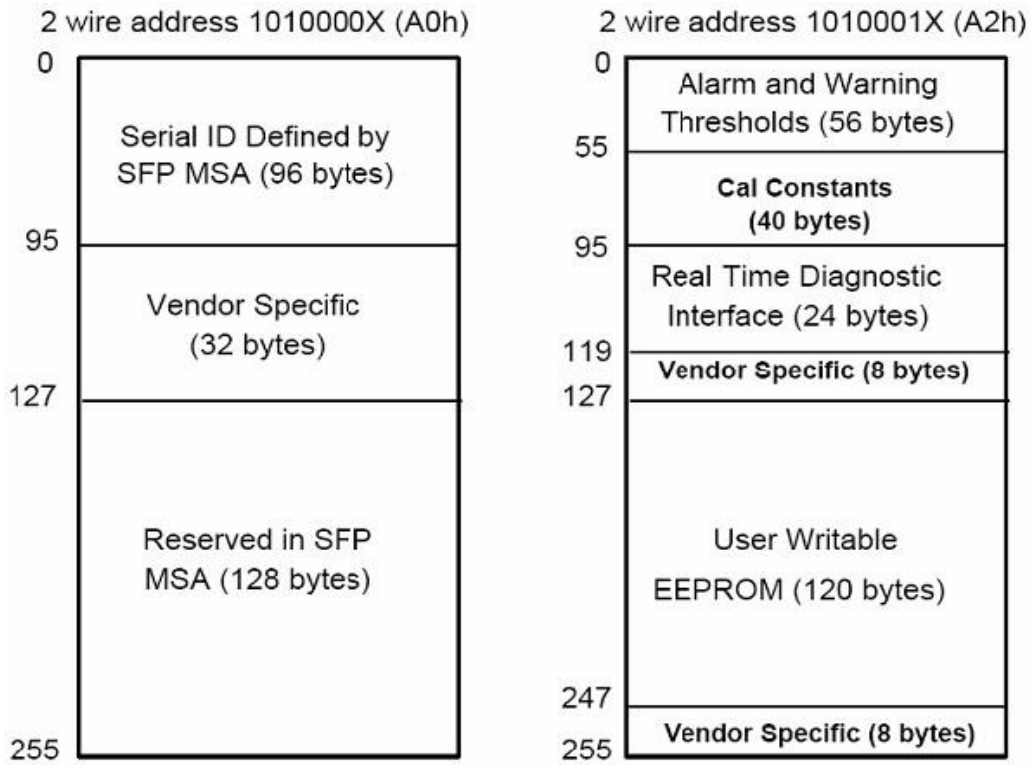 2 wire address 1010000X (A0h)
0
Serial ID Defined by
SFP MSA (96 bytes)
95
Vendor Specific
(32 bytes)
127
Reserved in SFP
MSA (128 bytes)
255
2 wire address 1010001X (A2h)
0
Alarm and Warning
Thresholds (56 bytes)
55
Cal Constants
(40 bytes)
95
Real Time Diagnostic
Interface (24 bytes)
119
Vendor Specific (8 bytes)
127
User Writable
EEPROM (120 bytes)
247
Vendor Specific (8 bytes)
255